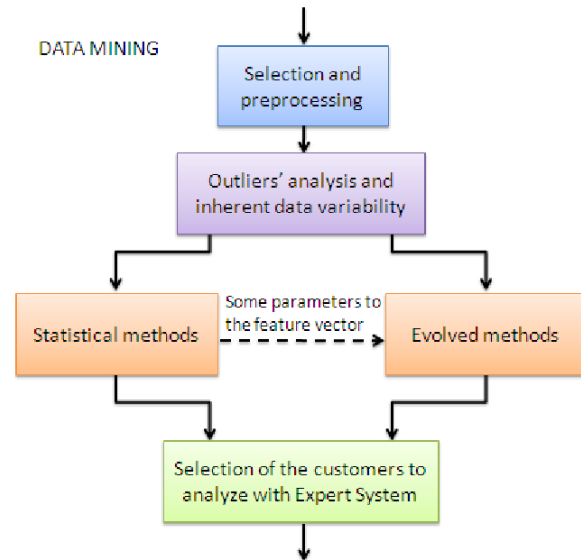 DATA MINING
Selection and
preprocessing
Outliers' analysis and
inherent data variability
Some parameters to
the feature vector
Statistical methods
Evolved methods
Selection of the customers to
analyze with Expert System